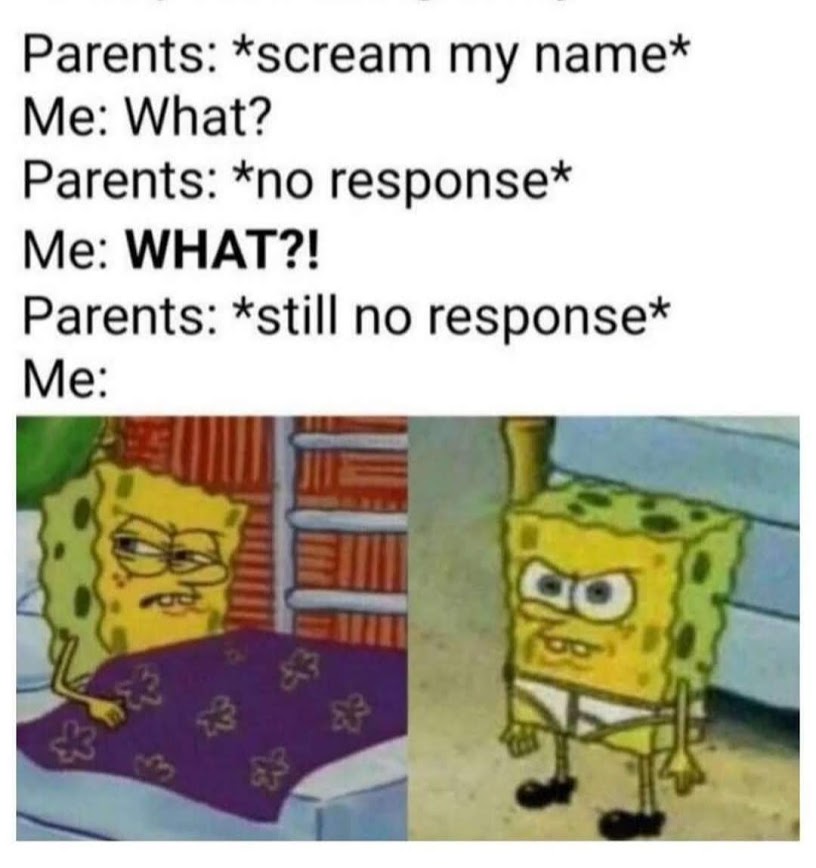 Parents: *scream my name*
Me: What?
Parents: *no response*
Me: WHAT?!
Parents: *still no response*
Me: